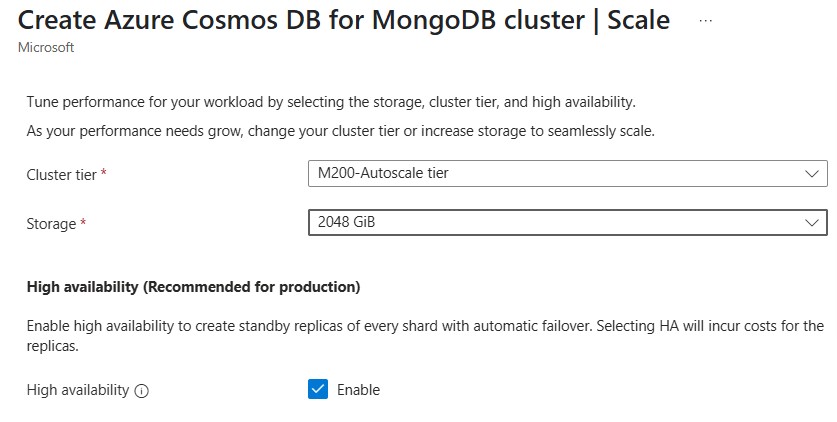 Create Azure Cosmos DB for MongoDB cluster | Scale ...
Microsoft
Tune performance for your workload by selecting the storage, cluster tier, and high availability.
As your performance needs grow, change your cluster tier or increase storage to seamlessly scale.
Cluster tier * M200-Autoscale tier
Storage * 2048 GiB
High availability (Recommended for production)
Enable high availability to create standby replicas of every shard with automatic failover. Selecting HA will incur costs for the
replicas.
High availability Enable